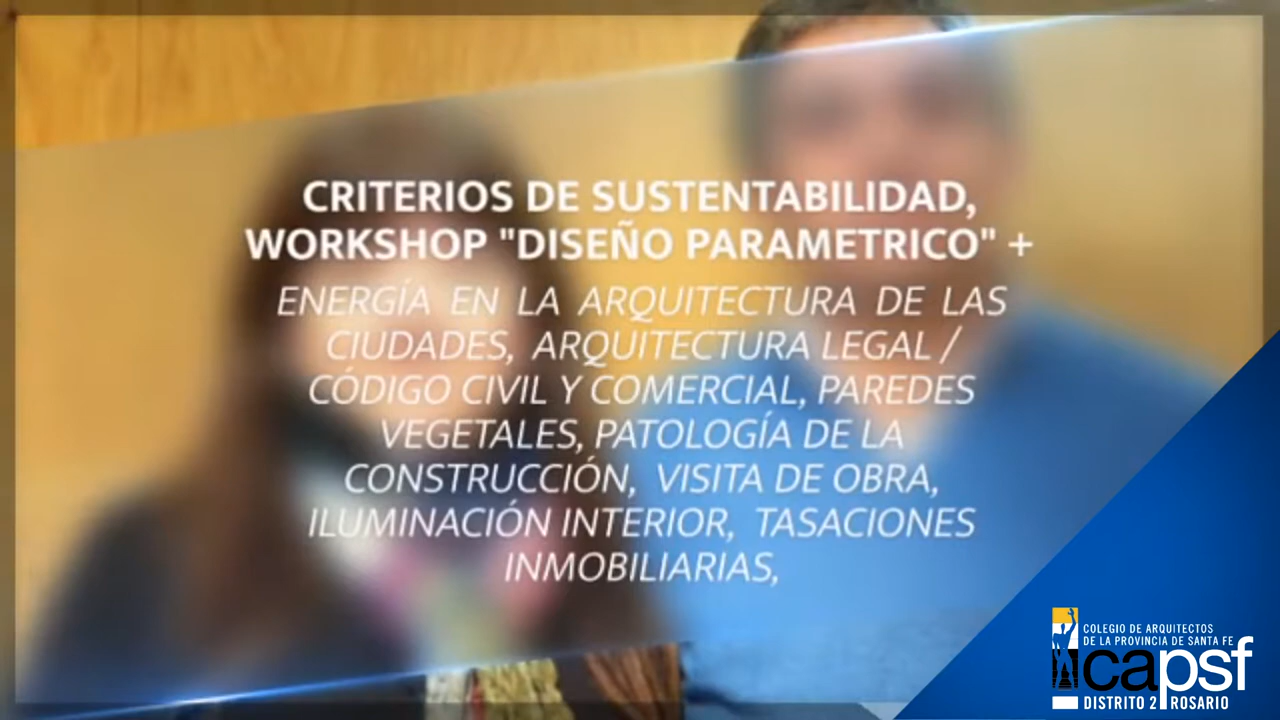 CRITERIOS DE SUSTENTABILIDAD,
WORKSHOP "DISEÑO PARAMETRICO" +
ENERGÍA EN LA ARQUITECTURA DE LAS
CIUDADES, ARQUITECTURA LEGAL /
CÓDIGO CIVIL Y COMERCIAL, PAREDES
VEGETALES, PATOLOGÍA DE LA
CONSTRUCCIÓN, VISITA DE OBRA,
ILUMINACIÓN INTERIOR, TASACIONES
INMOBILIARIAS,
COLEGIO DE ARQUITECTOS
DE LA PROVINCIA DE SANTA FE
capsf
DISTRITO 2 ROSARIO